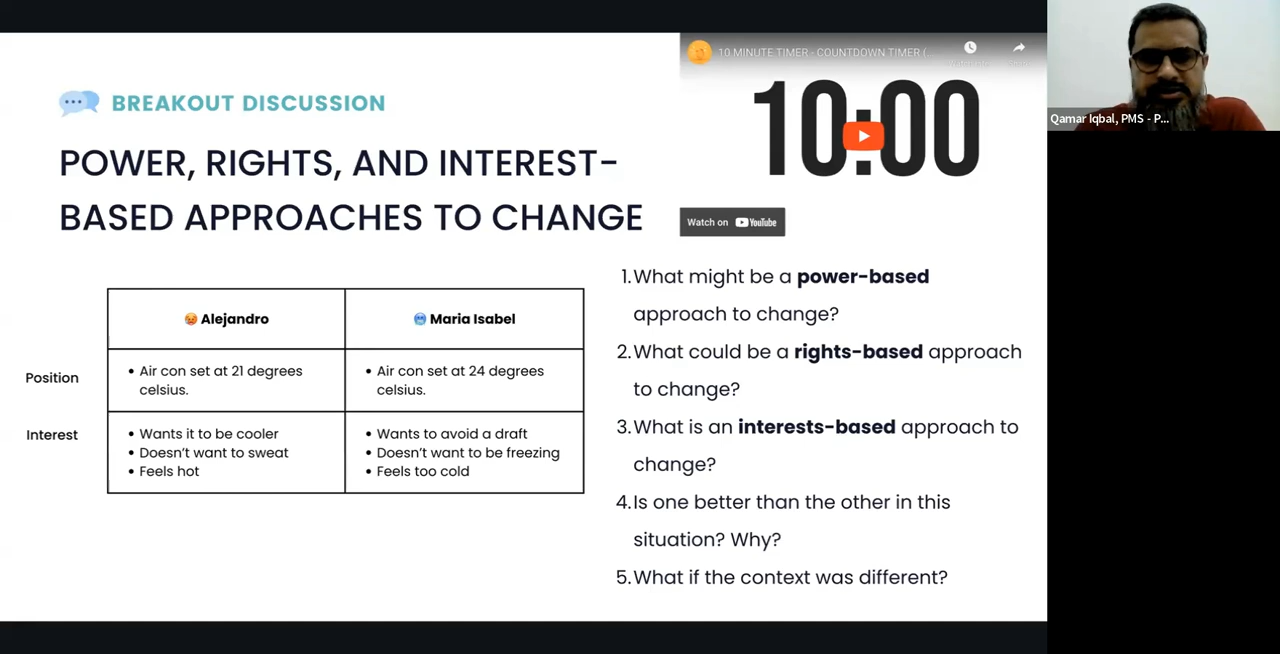 10 MINUTE TIMER - COUNTDOWN TIMER (...
10:00
Watch on YouTube
Qamar Iqbal, PMS - P...
BREAKOUT DISCUSSION
POWER, RIGHTS, AND INTEREST-
BASED APPROACHES TO CHANGE
Alejandro
Maria Isabel
Position
• Air con set at 21 degrees
celsius.
• Air con set at 24 degrees
celsius.
Interest
• Wants it to be cooler
• Doesn't want to sweat
• Feels hot
• Wants to avoid a draft
• Doesn't want to be freezing
• Feels too cold
1. What might be a power-based
approach to change?
2. What could be a rights-based approach
to change?
3. What is an interests-based approach to
change?
4. Is one better than the other in this
situation? Why?
5. What if the context was different?